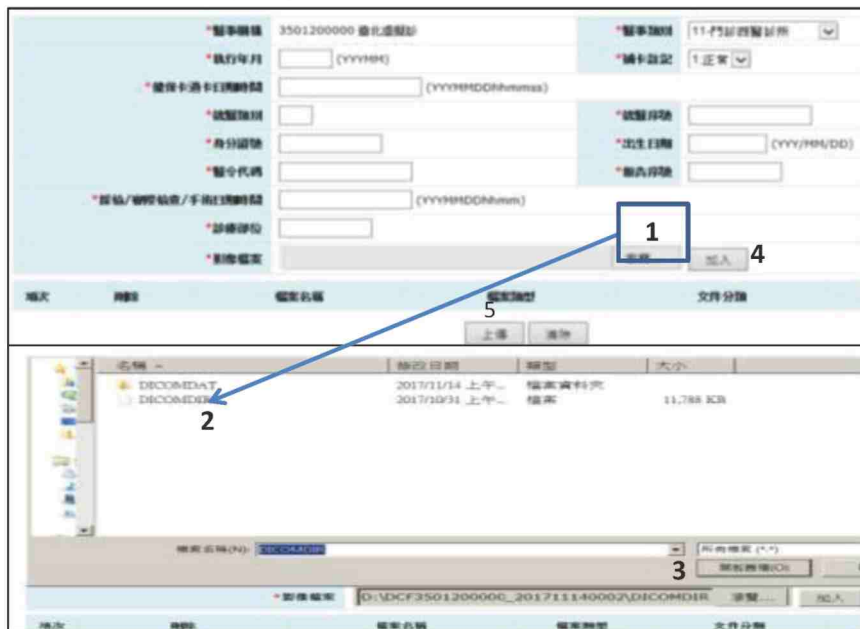 *醫事機構 3501200000 臺北虛擬診 *醫事類別 11-門診西醫診所
*執行年月 (YYYMM) *補卡註記 1.正常
*健保卡過卡日期時間 (YYYMMDDhhmmss)
*就醫類別 *就醫序號
*身分證號 *出生日期 (YYY/MM/DD)
*醫令代碼 *報告序號
(YYYMMDDhhmm)
*診療部位 1
*影像檔案 瀏覽... 加入 4
項次 刪除 檔案名稱 檔案類型 文件分類
5
上傳 清除
名稱 修改日期 類型 大小
DICOMDAT 2017/11/14 上午... 檔案資料夾
DICOMDIR 2017/10/31 上午... 檔案 11,788 KB
2
檔案名稱(N): DICOMDIR 所有檔案 (*.*)
3 開啟舊檔(O)
*影像檔案 D:\DCF3501200000_201711140002\DICOMDIR 瀏覽... 加入
項次 刪除 檔案名稱 檔案類型 文件分類